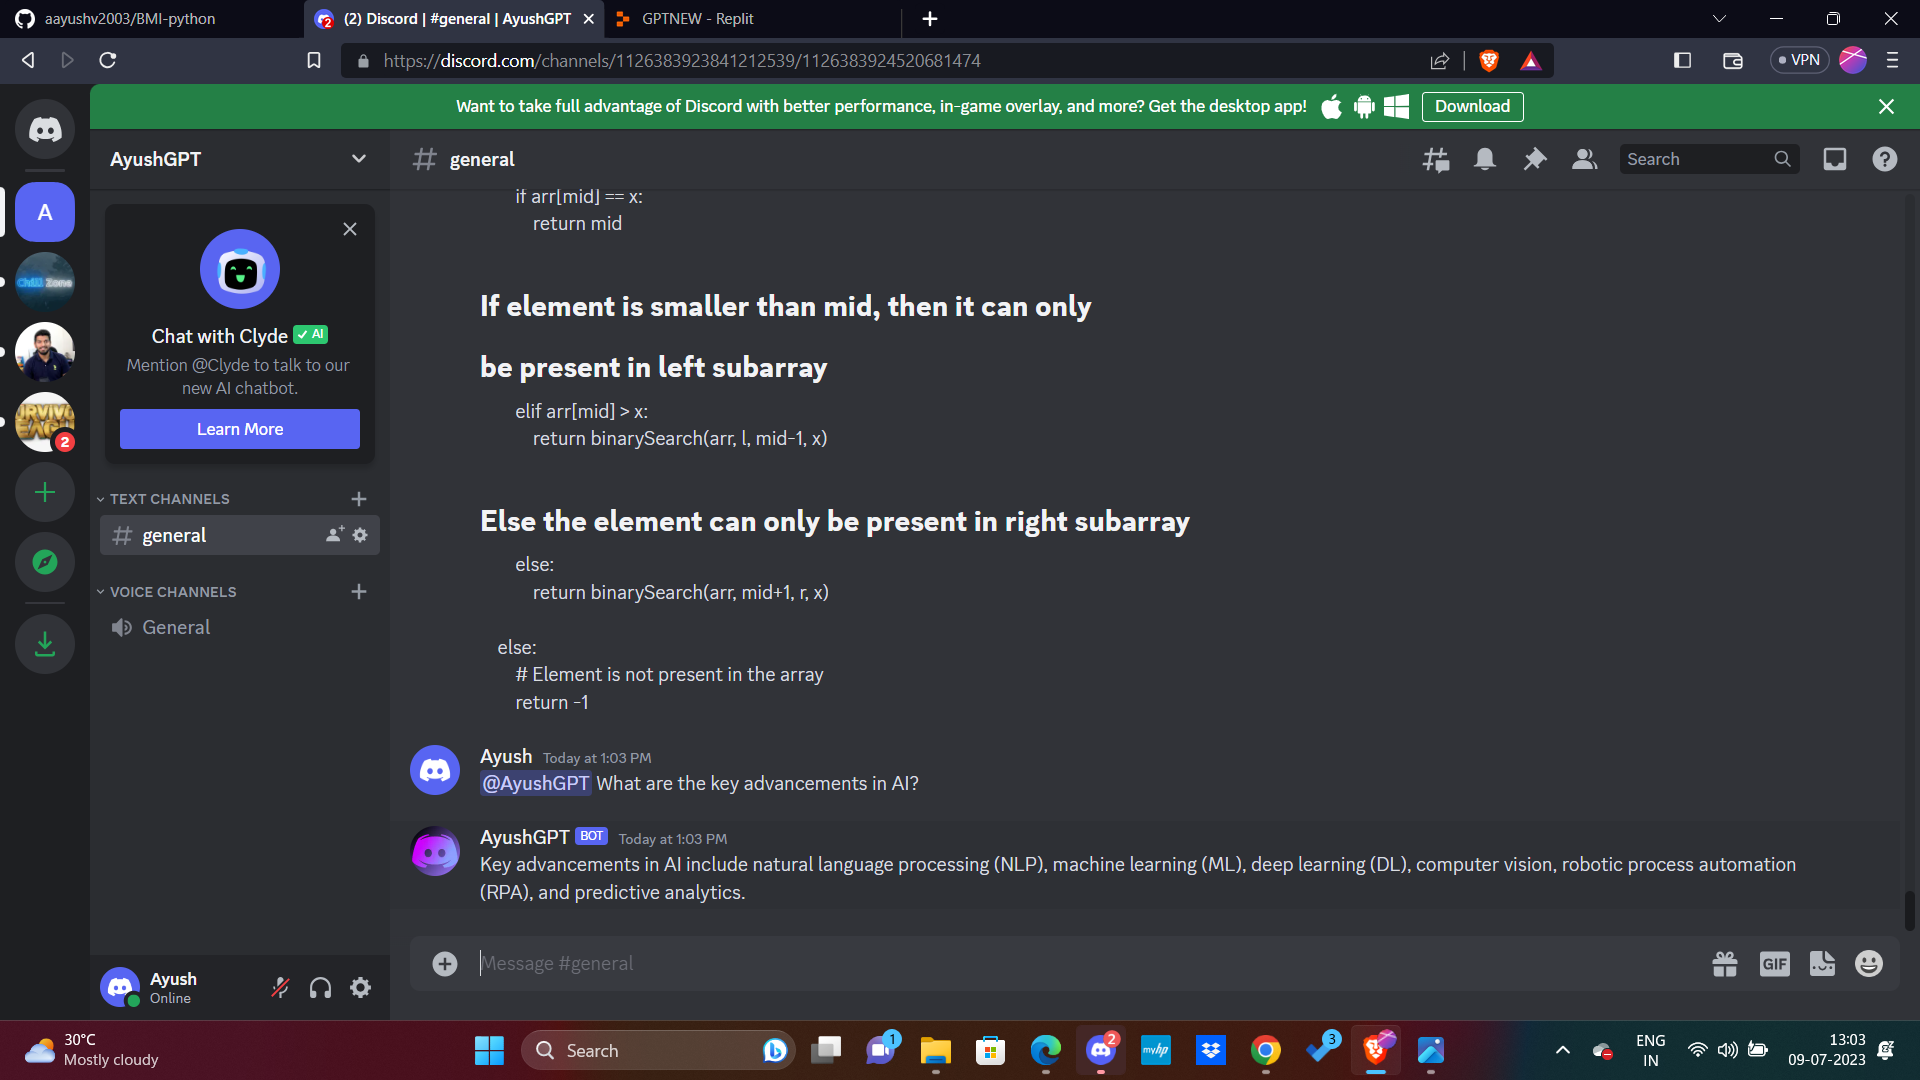 aayushv2003/BMI-python
(2) Discord | #general | AyushGPT
GPTNEW - Replit
https://discord.com/channels/1126383923841212539/1126383924520681474
VPN
Want to take full advantage of Discord with better performance, in-game overlay, and more? Get the desktop app!
Download
AyushGPT
general
Search
A
Chill Zone
2
Chat with Clyde
AI
Mention @Clyde to talk to our
new AI chatbot.
Learn More
TEXT CHANNELS
general
VOICE CHANNELS
General
if arr[mid] == x:
return mid
If element is smaller than mid, then it can only
be present in left subarray
elif arr[mid] > x:
return binarySearch(arr, l, mid-1, x)
Else the element can only be present in right subarray
else:
return binarySearch(arr, mid+1, r, x)
else:
# Element is not present in the array
return -1
Ayush Today at 1:03 PM
@AyushGPT What are the key advancements in AI?
AyushGPT BOT Today at 1:03 PM
Key advancements in AI include natural language processing (NLP), machine learning (ML), deep learning (DL), computer vision, robotic process automation
(RPA), and predictive analytics.
Message #general
GIF
Ayush
Online
30°C
Mostly cloudy
Search
1
2
myhp
3
ENG
IN
13:03
09-07-2023